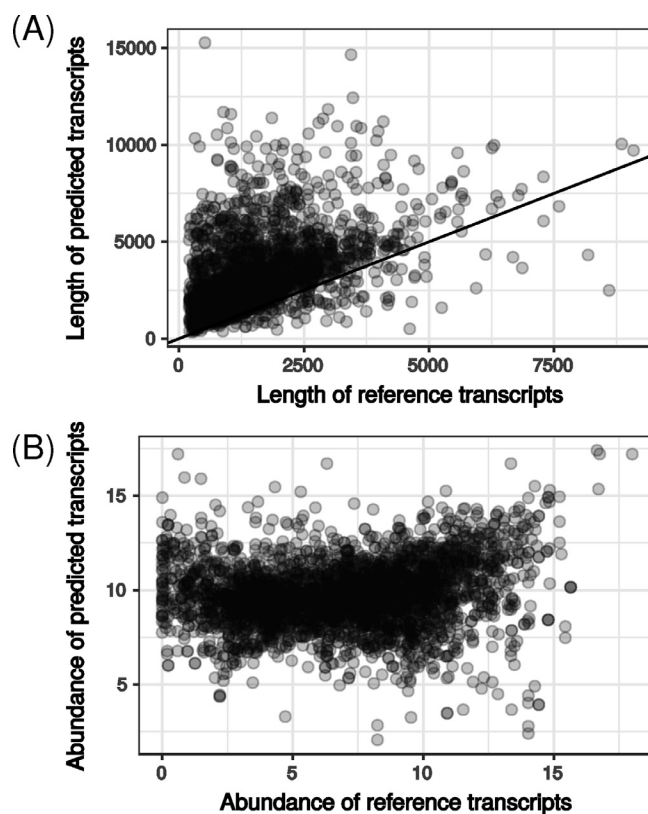 (A)
Length of predicted transcripts
15000
10000
5000
0
0 2500 5000 7500
Length of reference transcripts
(B)
Abundance of predicted transcripts
15
10
5
0 5 10 15
Abundance of reference transcripts